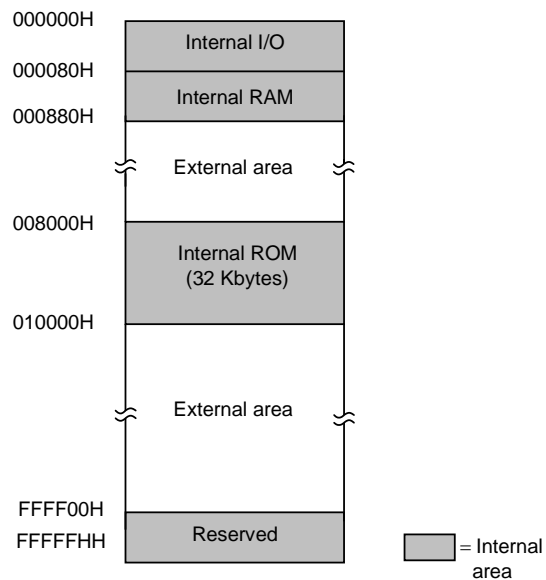 000000H
Internal I/O
000080H
Internal RAM
000880H
External area
008000H
Internal ROM
(32 Kbytes)
010000H
External area
FFFF00H
Reserved
FFFFFHH
= Internal
area